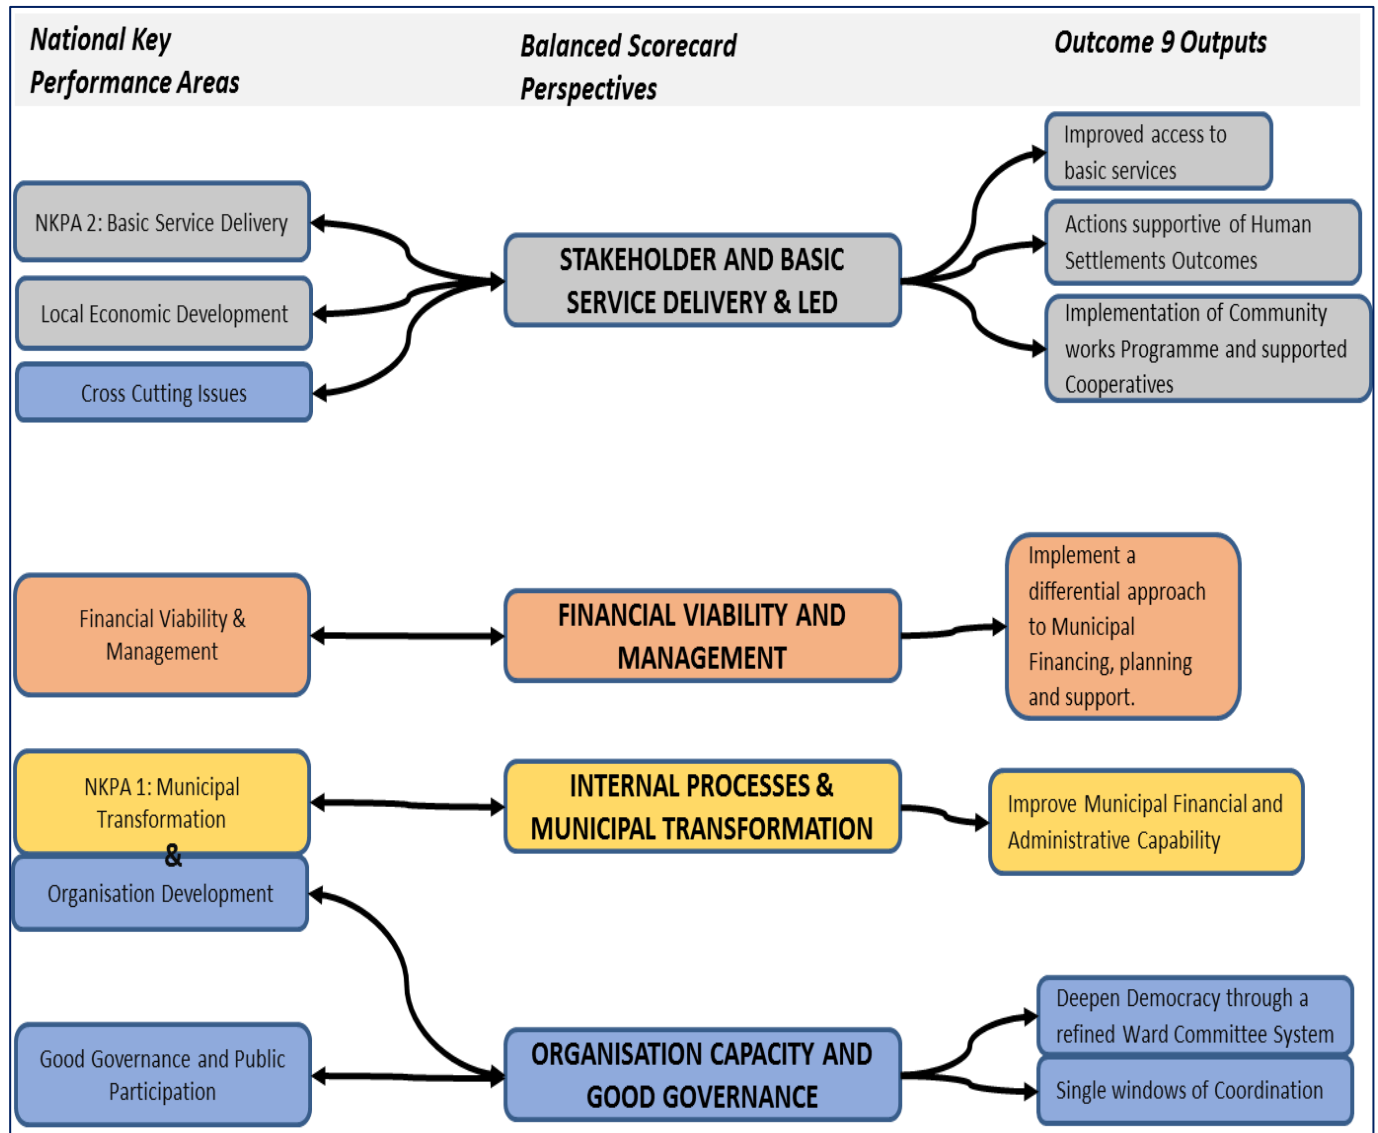 National Key
Performance Areas
Balanced Scorecard
Perspectives
Outcome 9 Outputs
NKPA 2: Basic Service Delivery
Local Economic Development
Cross Cutting Issues
STAKEHOLDER AND BASIC
SERVICE DELIVERY & LED
Improved access to
basic services
Actions supportive of Human
Settlements Outcomes
Implementation of Community
works Programme and supported
Cooperatives
Financial Viability &
Management
FINANCIAL VIABILITY AND
MANAGEMENT
Implement a
differential approach
to Municipal
Financing, planning
and support.
NKPA 1: Municipal
Transformation
&
Organisation Development
INTERNAL PROCESSES &
MUNICIPAL TRANSFORMATION
Improve Municipal Financial and
Administrative Capability
Good Governance and Public
Participation
ORGANISATION CAPACITY AND
GOOD GOVERNANCE
Deepen Democracy through a
refined Ward Committee System
Single windows of Coordination